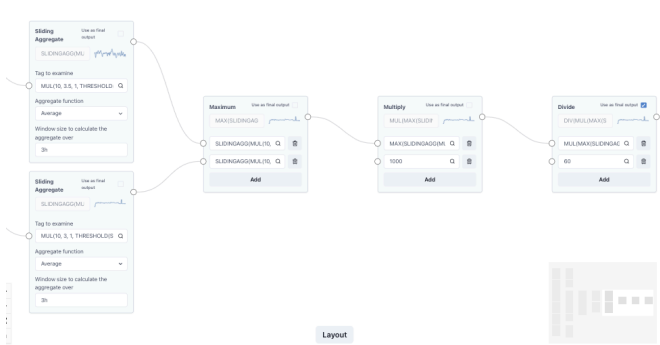 Sliding
Aggregate
Use as final
output
SLIDINGAGG(MU
Tag to examine
MUL(10, 3.5, 1, THRESHOLD(
Aggregate function
Average
Window size to calculate the
aggregate over
3h
Sliding
Aggregate
Use as final
output
SLIDINGAGG(MU
Tag to examine
MUL(10, 3, 1, THRESHOLD(S
Aggregate function
Average
Window size to calculate the
aggregate over
3h
Maximum
Use as final output
MAX(SLIDINGAG
SLIDINGAGG(MUL(10,
SLIDINGAGG(MUL(10,
Add
Multiply
Use as final output
MUL(MAX(SLIDI
MAX(SLIDINGAGG(MU
1000
Add
Divide
Use as final output
DIV(MUL(MAX(S
MUL(MAX(SLIDINGAG
60
Add
Layout